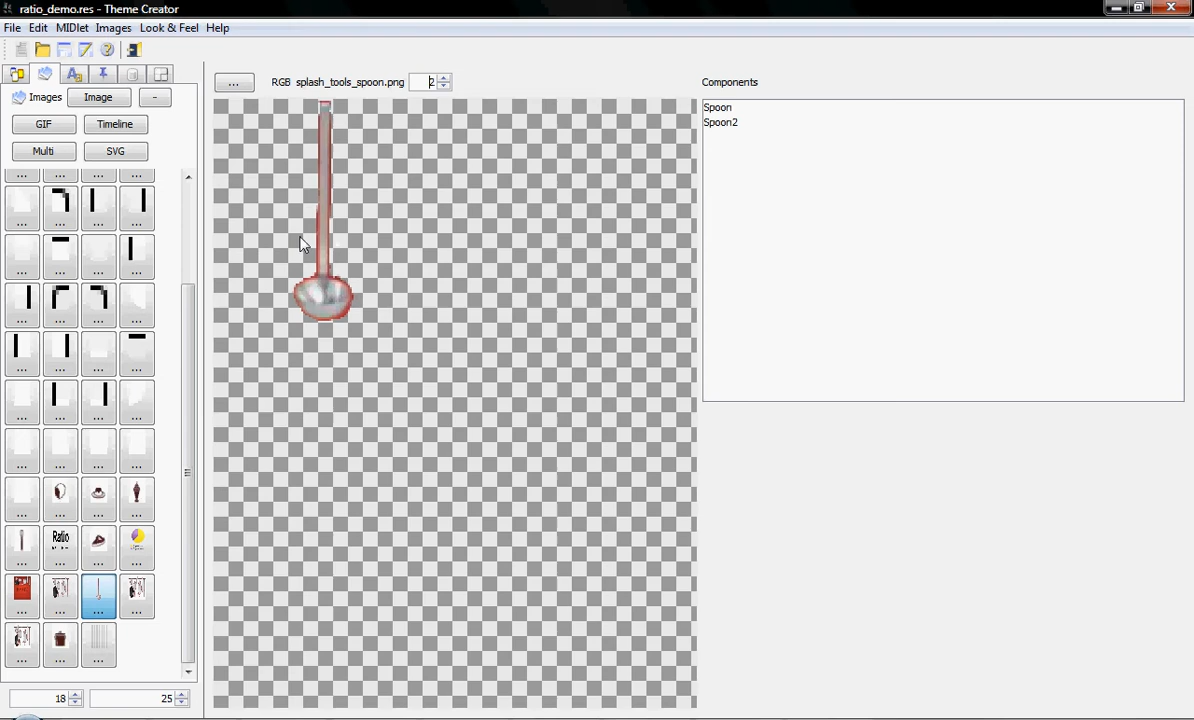 ratio_demo.res - Theme Creator
File Edit MIDlet Images Look & Feel Help
... RGB splash_tools_spoon.png 2 Components
Images Image -
GIF Timeline
Multi SVG
Spoon
Spoon2
... ... ... ...
... ... ... ...
... ... ... ...
... ... ... ...
... ... ... ...
... ... ... ...
... ... ... ...
... ... ... ...
Ratio
... ... ... ...
... ... ... ...
... ... ...
18 25